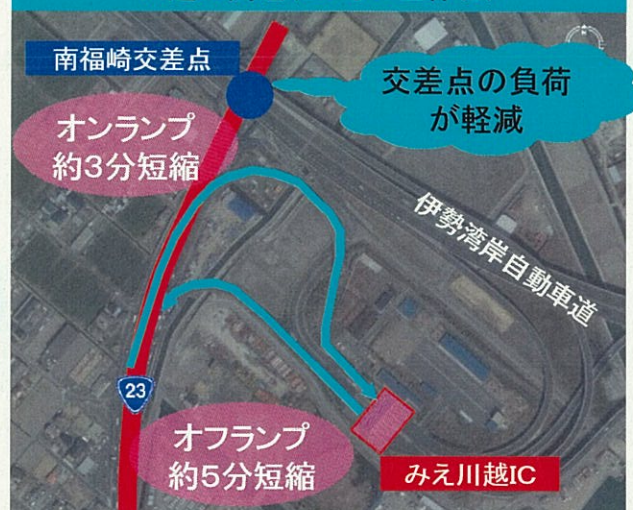 南福崎交差点
交差点の負荷
が軽減
オンランプ
約3分短縮
伊勢湾岸自動車道
23
オフランプ
約5分短縮
みえ川越IC